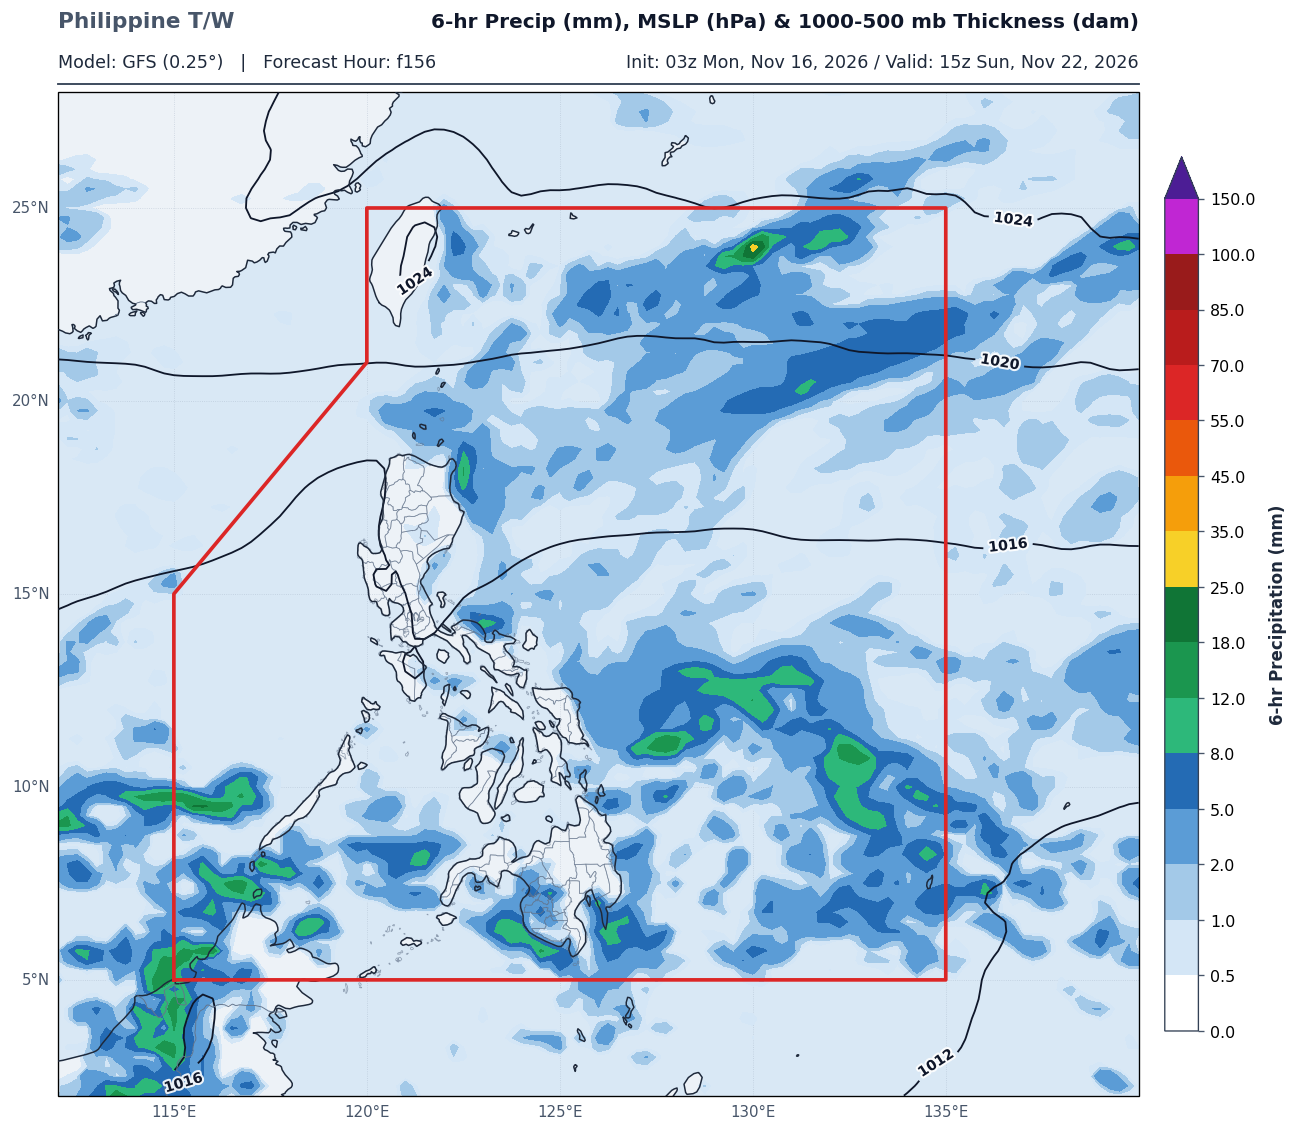 Philippine T/W
6-hr Precip (mm), MSLP (hPa) & 1000-500 mb Thickness (dam)
Model: GFS (0.25°) | Forecast Hour: f156
Init: 03z Mon, Nov 16, 2026 / Valid: 15z Sun, Nov 22, 2026
25°N
20°N
15°N
10°N
5°N
1024
1024
1020
1016
1012
1016
115°E
120°E
125°E
130°E
135°E
150.0
100.0
85.0
70.0
55.0
45.0
35.0
25.0
18.0
12.0
8.0
5.0
2.0
1.0
0.5
0.0
6-hr Precipitation (mm)